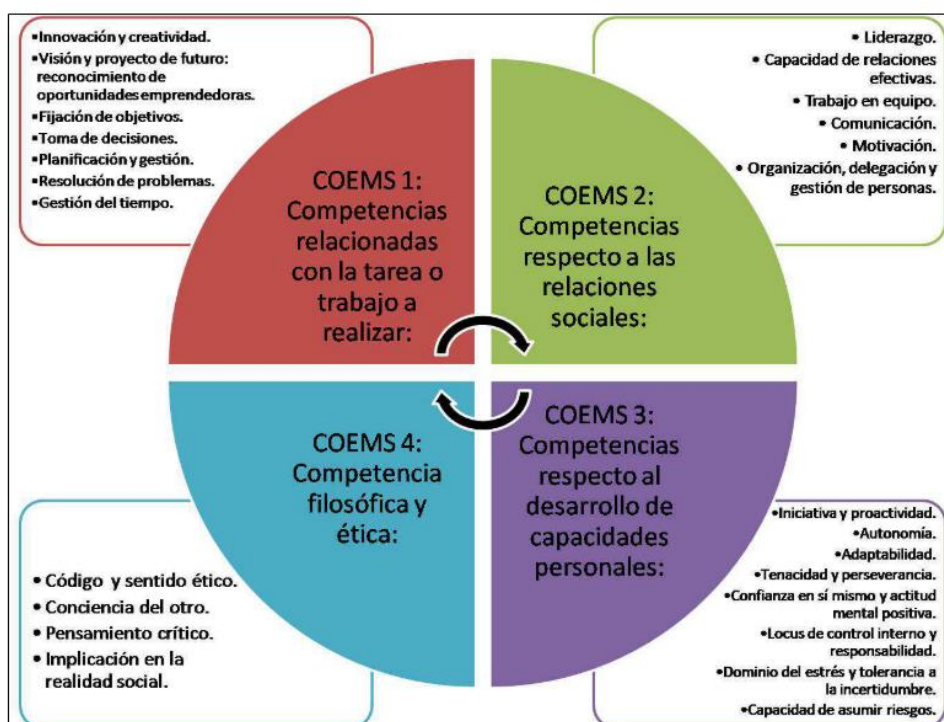 ▪Innovación y creatividad.
▪Visión y proyecto de futuro:
reconocimiento de
oportunidades emprendedoras.
▪Fijación de objetivos.
▪Toma de decisiones.
▪Planificación y gestión.
▪Resolución de problemas.
▪Gestión del tiempo.
COEMS 1:
Competencias
relacionadas
con la tarea o
trabajo a
realizar:
• Liderazgo.
• Capacidad de relaciones
efectivas.
• Trabajo en equipo.
• Comunicación.
• Motivación.
• Organización, delegación y
gestión de personas.
COEMS 2:
Competencias
respecto a las
relaciones
sociales:
COEMS 4:
Competencia
filosófica y
ética:
• Código y sentido ético.
• Conciencia del otro.
• Pensamiento crítico.
• Implicación en la
realidad social.
COEMS 3:
Competencias
respecto al
desarrollo de
capacidades
personales:
•Iniciativa y proactividad.
•Autonomía.
•Adaptabilidad.
•Tenacidad y perseverancia.
•Confianza en sí mismo y actitud
mental positiva.
•Locus de control interno y
responsabilidad.
•Dominio del estrés y tolerancia a
la incertidumbre.
•Capacidad de asumir riesgos.